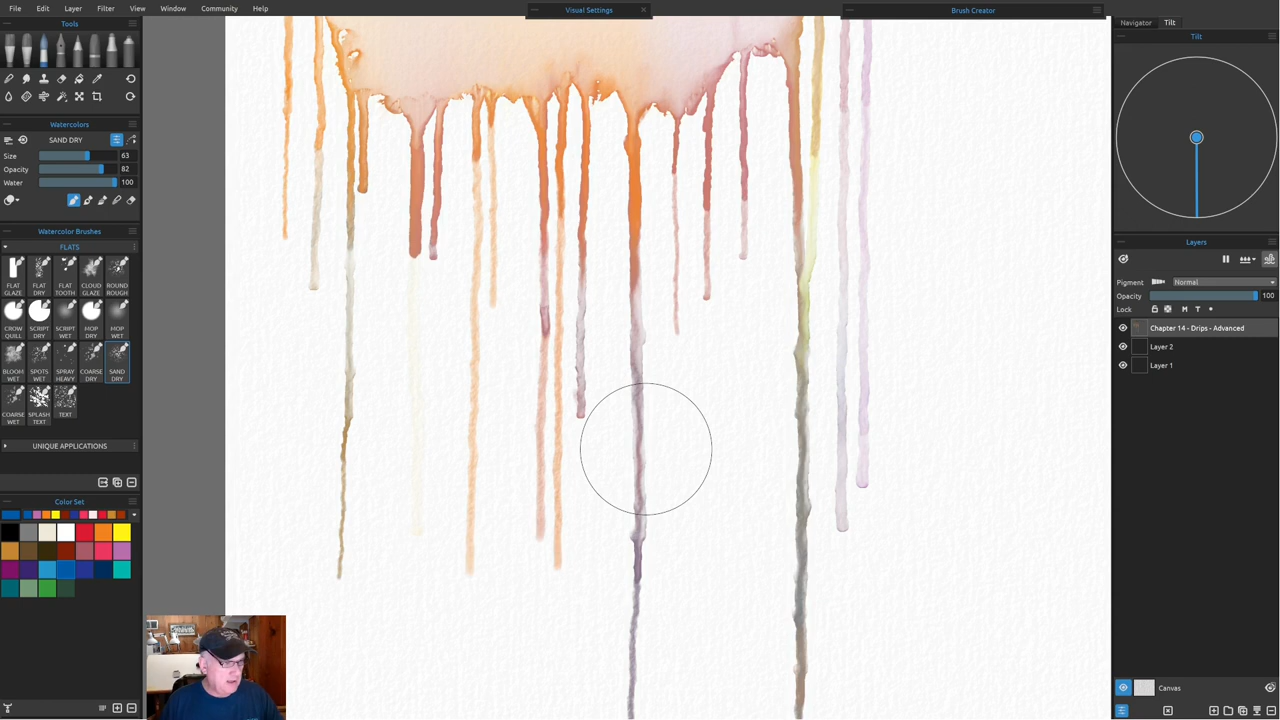 File Edit View Layer Filter Window Community Help
Visual Settings
Brush Creator
Tools
Navigator Tilt
Tilt
Watercolors
SAND DRY
Size 63
Opacity 82
Water 100
Watercolor Brushes
FLATS
FLAT GLAZE
FLAT DRY
FLAT TOOTH
CLOUD GLAZE
ROUND ROUGH
CROW QUILL
SCRIPT DRY
SCRIPT WET
MOP DRY
MOP WET
BLOOM WET
SPOTS WET
SPRAY HEAVY
COARSE DRY
SAND DRY
COARSE WET
SPLASH TEXT
TEXT
UNIQUE APPLICATIONS
Color Set
Layers
Pigment Normal
Opacity 100
Lock M T
Chapter 14 - Drips - Advanced
Layer 2
Layer 1
Canvas